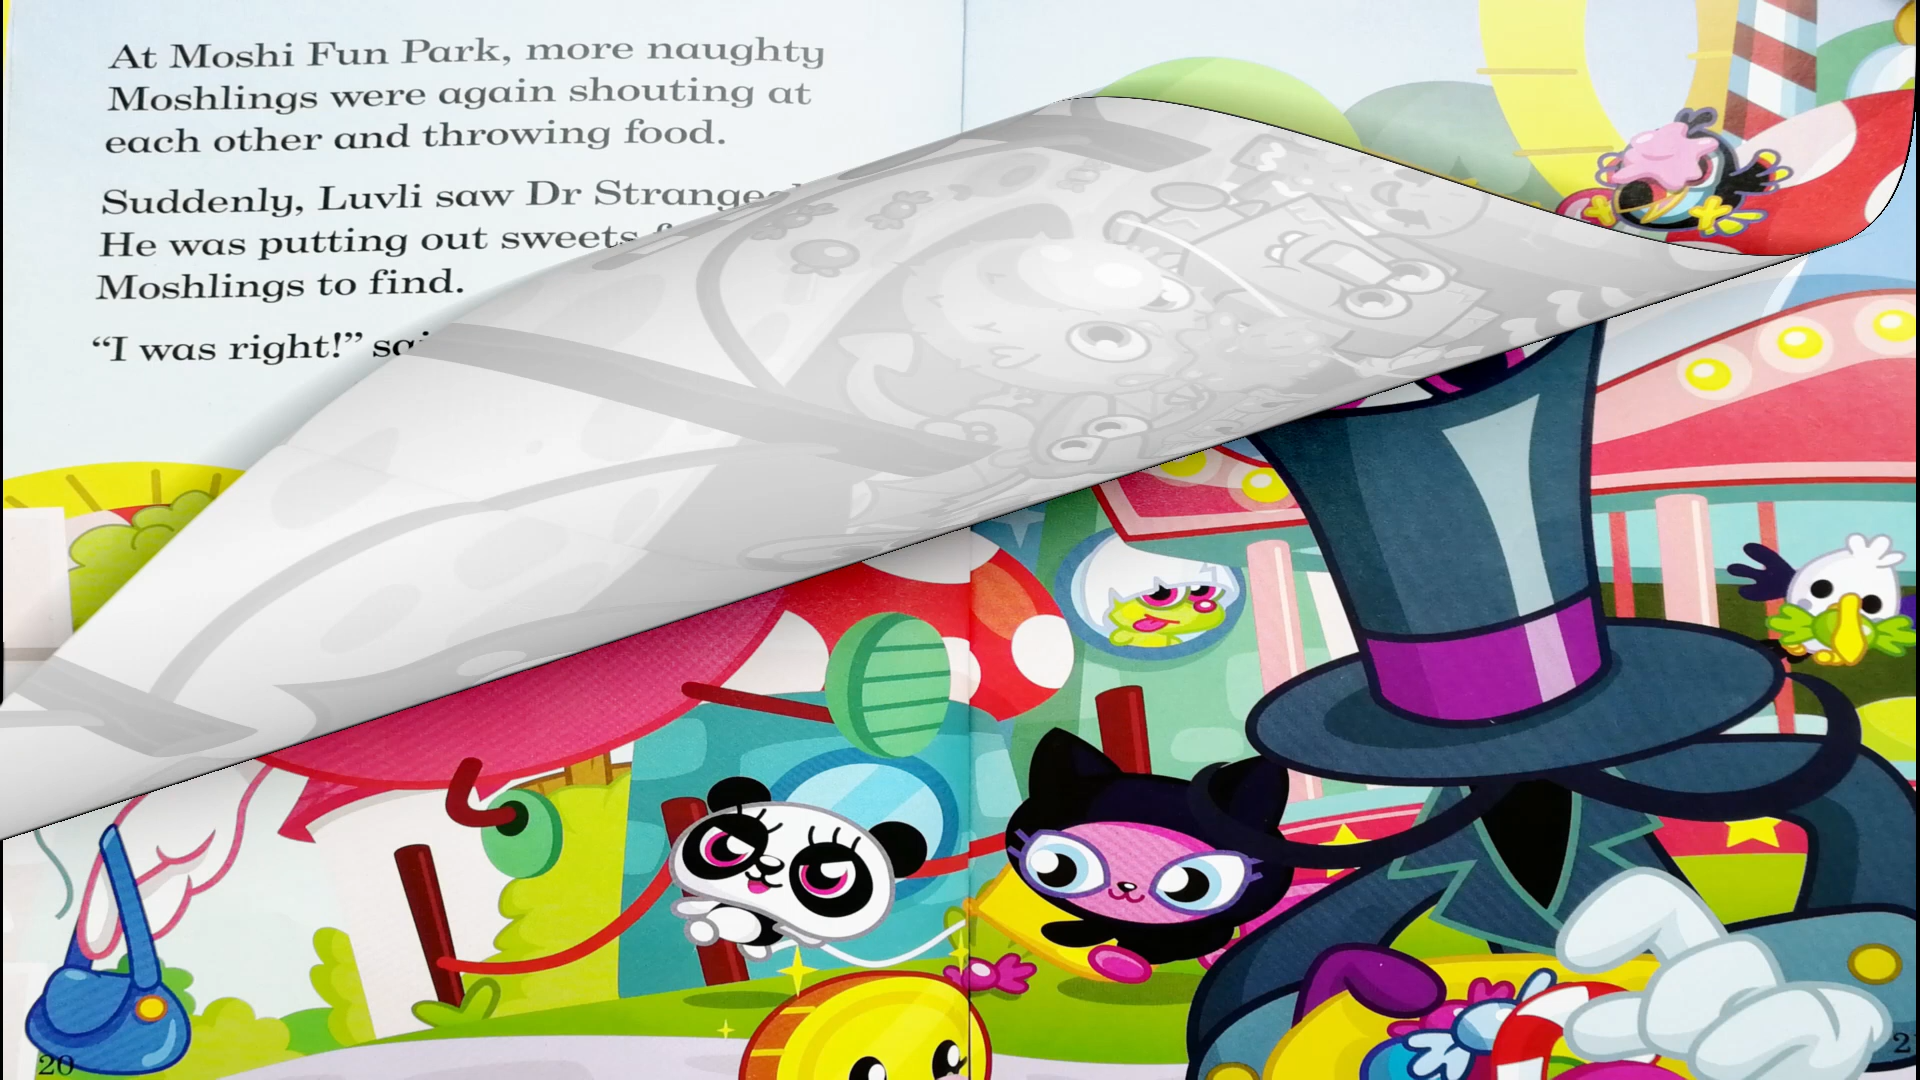 At Moshi Fun Park, more naughty
Moshlings were again shouting at
each other and throwing food.
Suddenly, Luvli saw Dr
He was putting out sweets
Moshlings to find.
“I was right!”
20